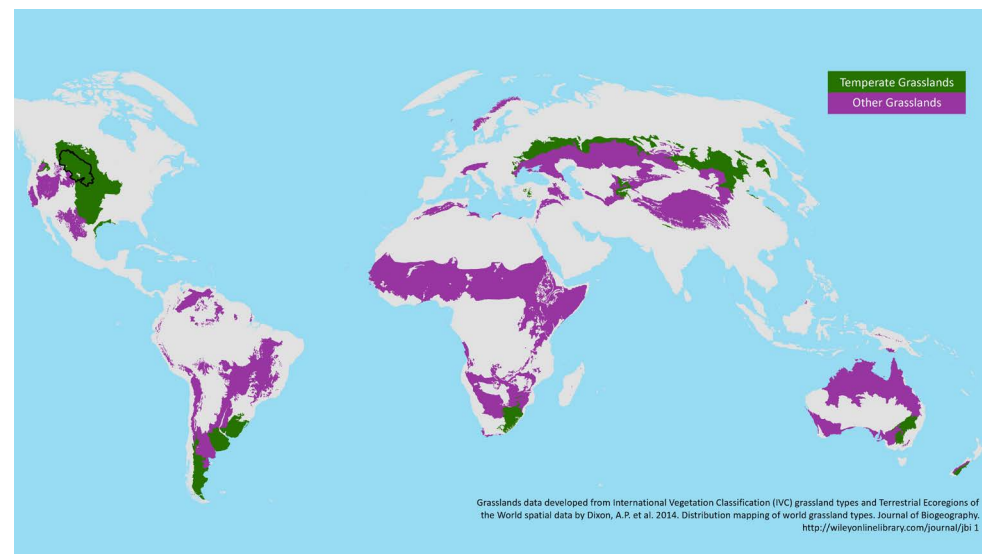 Temperate Grasslands
Other Grasslands
Grasslands data developed from International Vegetation Classification (IVC) grassland types and Terrestrial Ecoregions of
the World spatial data by Dixon, A.P. et al. 2014. Distribution mapping of world grassland types. Journal of Biogeography.
http://wileyonlinelibrary.com/journal/jbi 1